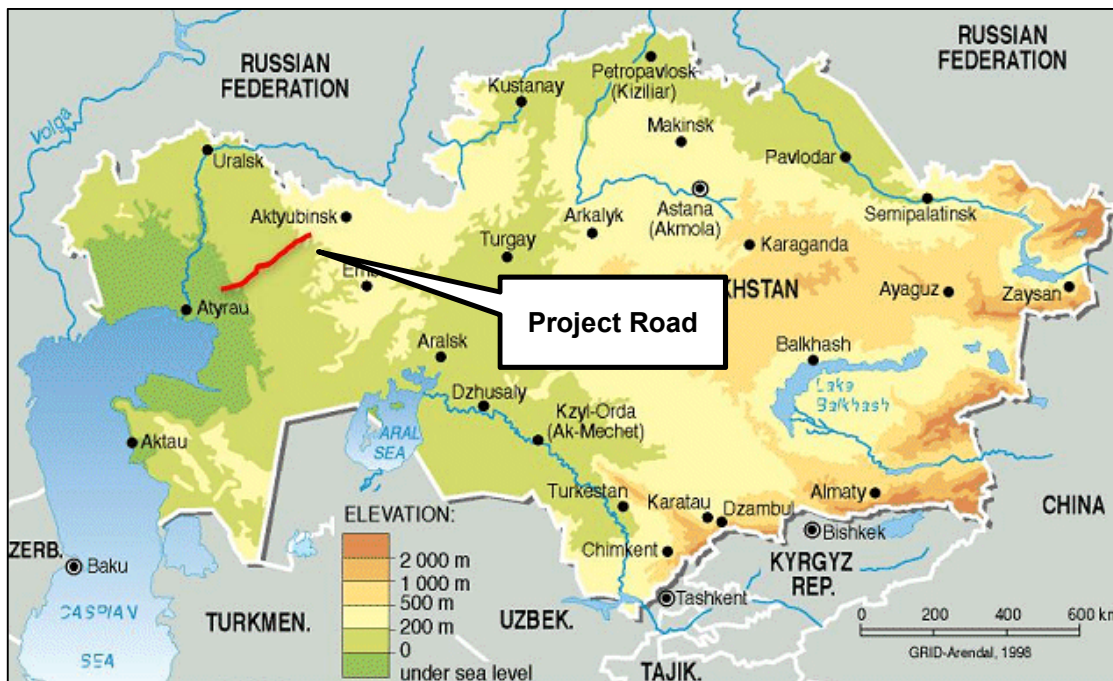 RUSSIAN
FEDERATION
RUSSIAN
FEDERATION
Petropavlosk
(Kiziliar)
Kustanay
Volga
Makinsk
Uralsk
Pavlodar
Aktyubinsk
Astana
(Akmola)
Semipalatinsk
Arkalyk
Turgay
Karaganda
Emb
KHSTAN
Ayaguz
Zaysan
Atyrau
Project Road
Aralsk
Balkhash
Lake
Balkhash
Dzhusaly
Kzyl-Orda
(Ak-Mechet)
ARAL
SEA
Aktau
Turkestan
Karatau
Almaty
Dzambul
CHINA
ELEVATION:
2 000 m
1 000 m
500 m
200 m
0
under sea level
Bishkek
Chimkent
KYRGYZ
REP.
ZERB.
Baku
Tashkent
CASPIAN
SEA
TURKMEN.
UZBEK.
TAJIK.
0 200 400 600 km
GRID-Arendal, 1998